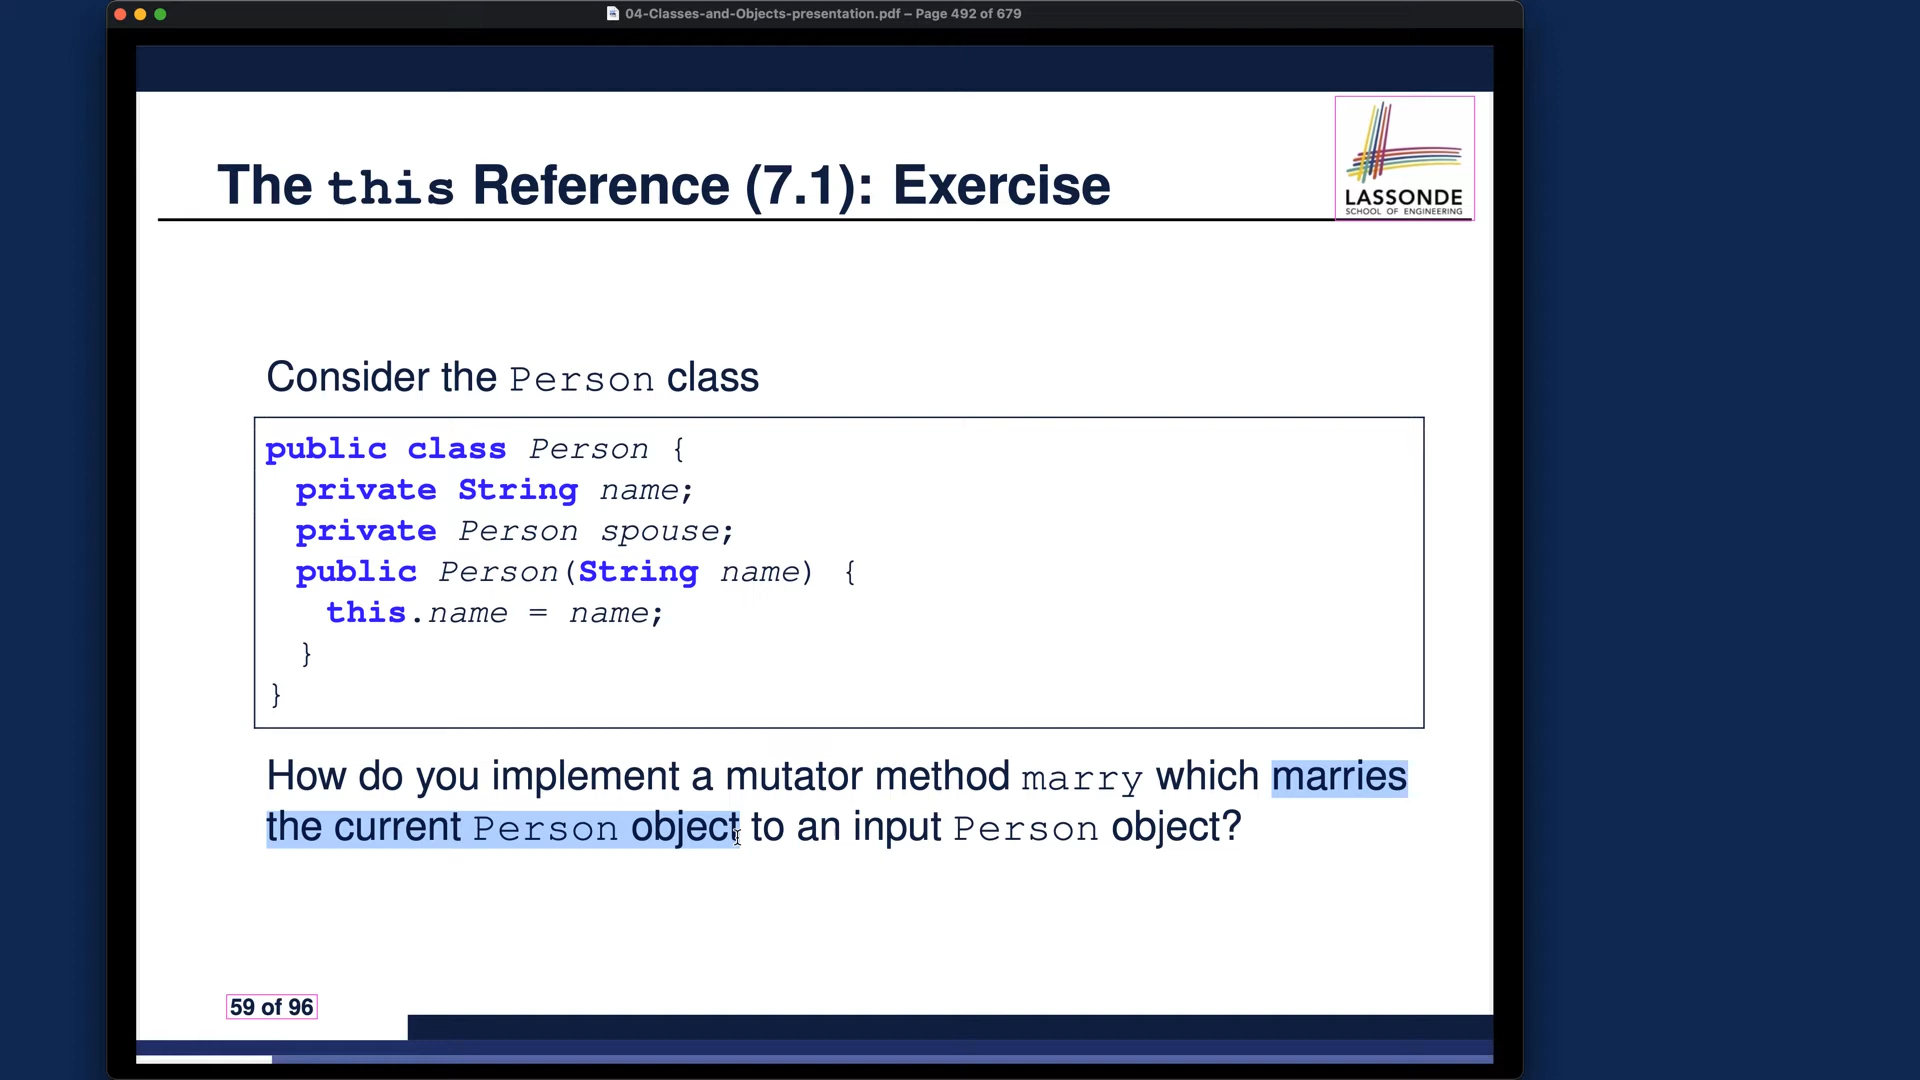 04-Classes-and-Objects-presentation.pdf – Page 492 of 679
LASSONDE
SCHOOL OF ENGINEERING
The this Reference (7.1): Exercise
Consider the Person class
public class Person {
private String name;
private Person spouse;
public Person(String name) {
this.name = name;
}
}
How do you implement a mutator method marry which marries
the current Person object to an input Person object?
59 of 96